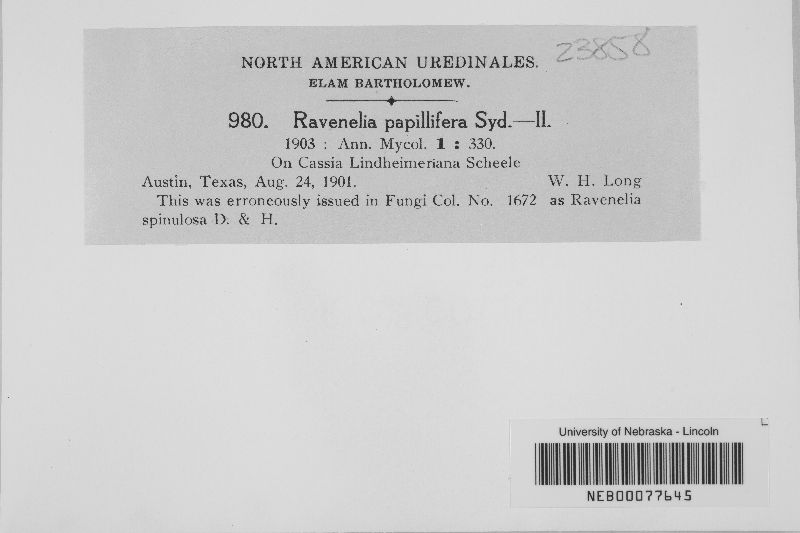 NORTH AMERICAN UREDINALES. 23858
ELAM BARTHOLOMEW.
980. Ravenelia papillifera Syd.—II.
1903 : Ann. Mycol. 1 : 330.
On Cassia Lindheimeriana Scheele
Austin, Texas, Aug. 24, 1901. W. H. Long
This was erroneously issued in Fungi Col. No. 1672 as Ravenelia
spinulosa D. & H.
University of Nebraska - Lincoln
NEB00077645